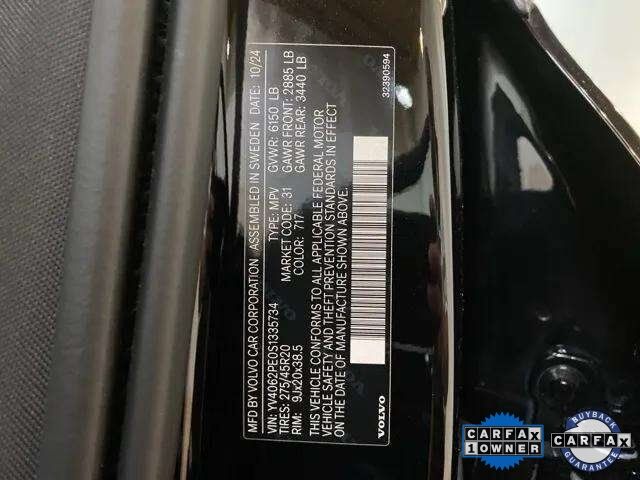 MFD BY VOLVO CAR CORPORATION ASSEMBLED IN SWEDEN DATE: 10/24
VIN: YV4062PE0S1335734 TYPE: MPV GVWR: 6150 LB
TIRES: 275/45R20 MARKET CODE: 31 GAWR FRONT: 2885 LB
RIM: 9Jx20x38.5 COLOR: 717 GAWR REAR: 3440 LB
THIS VEHICLE CONFORMS TO ALL APPLICABLE FEDERAL MOTOR
VEHICLE SAFETY AND THEFT PREVENTION STANDARDS IN EFFECT
ON THE DATE OF MANUFACTURE SHOWN ABOVE.
VOLVO 32390594
CARFAX
1 OWNER
BUYBACK
CARFAX
GUARANTEE